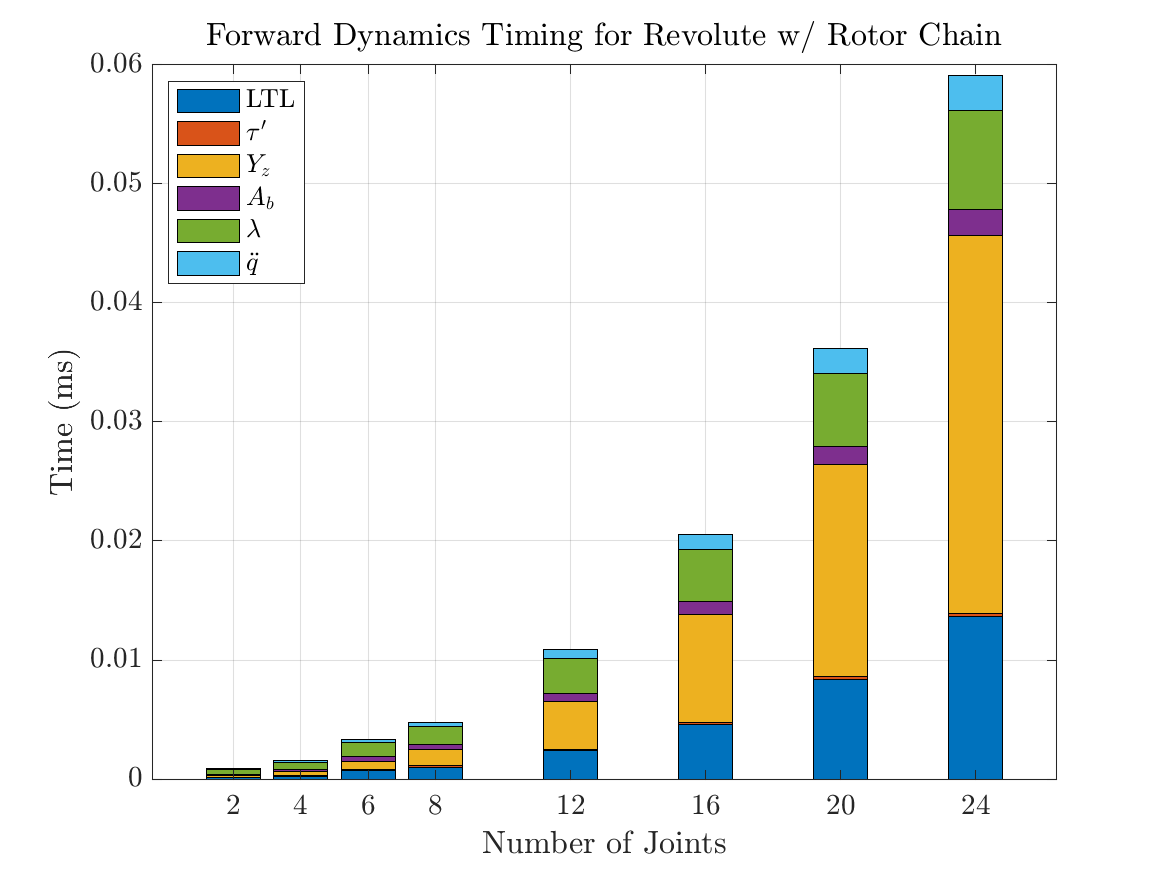 Forward Dynamics Timing for Revolute w/ Rotor Chain
0.06
0.05
0.04
0.03
0.02
0.01
0
Time (ms)
LTL
τ′
Y_z
A_b
λ
q̈
2 4 6 8 12 16 20 24
Number of Joints